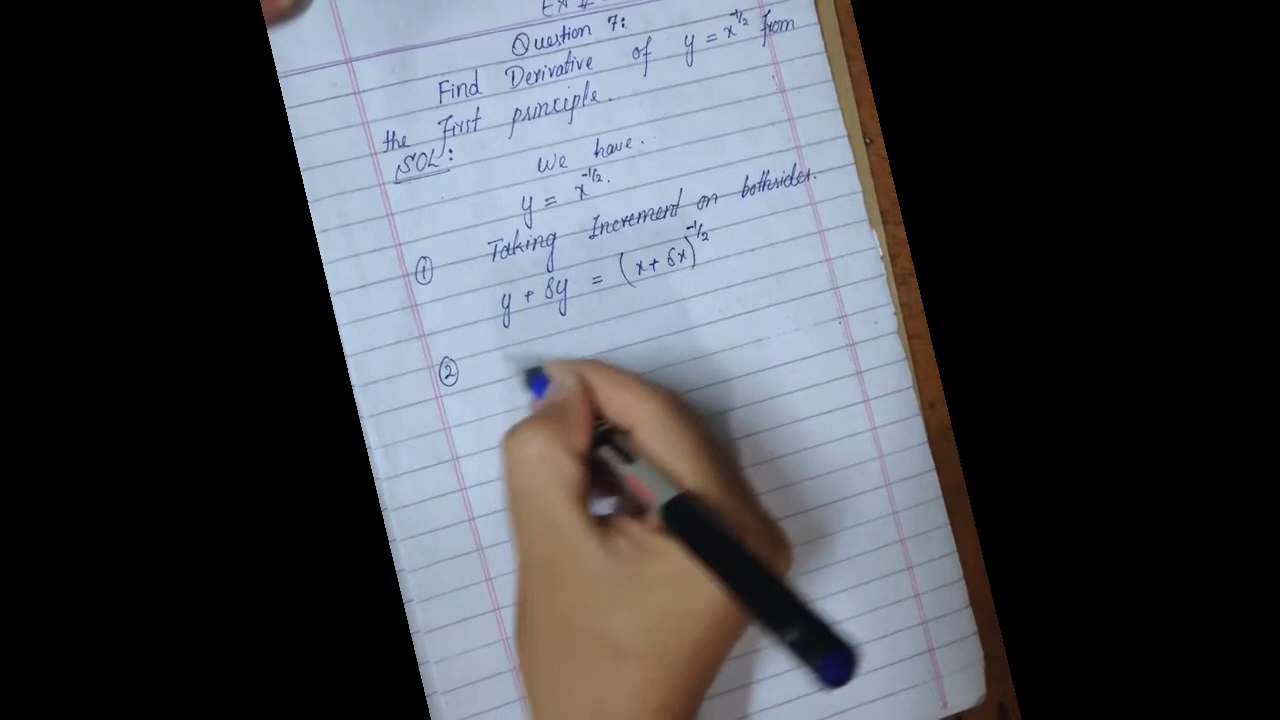 Question 7:
Find Derivative of y = x^-1/2 from
the First principle.
SOL:
We have.
y = x^-1/2.
Taking Increment on bothsides.
① y + δy = (x + δx)^-1/2
②